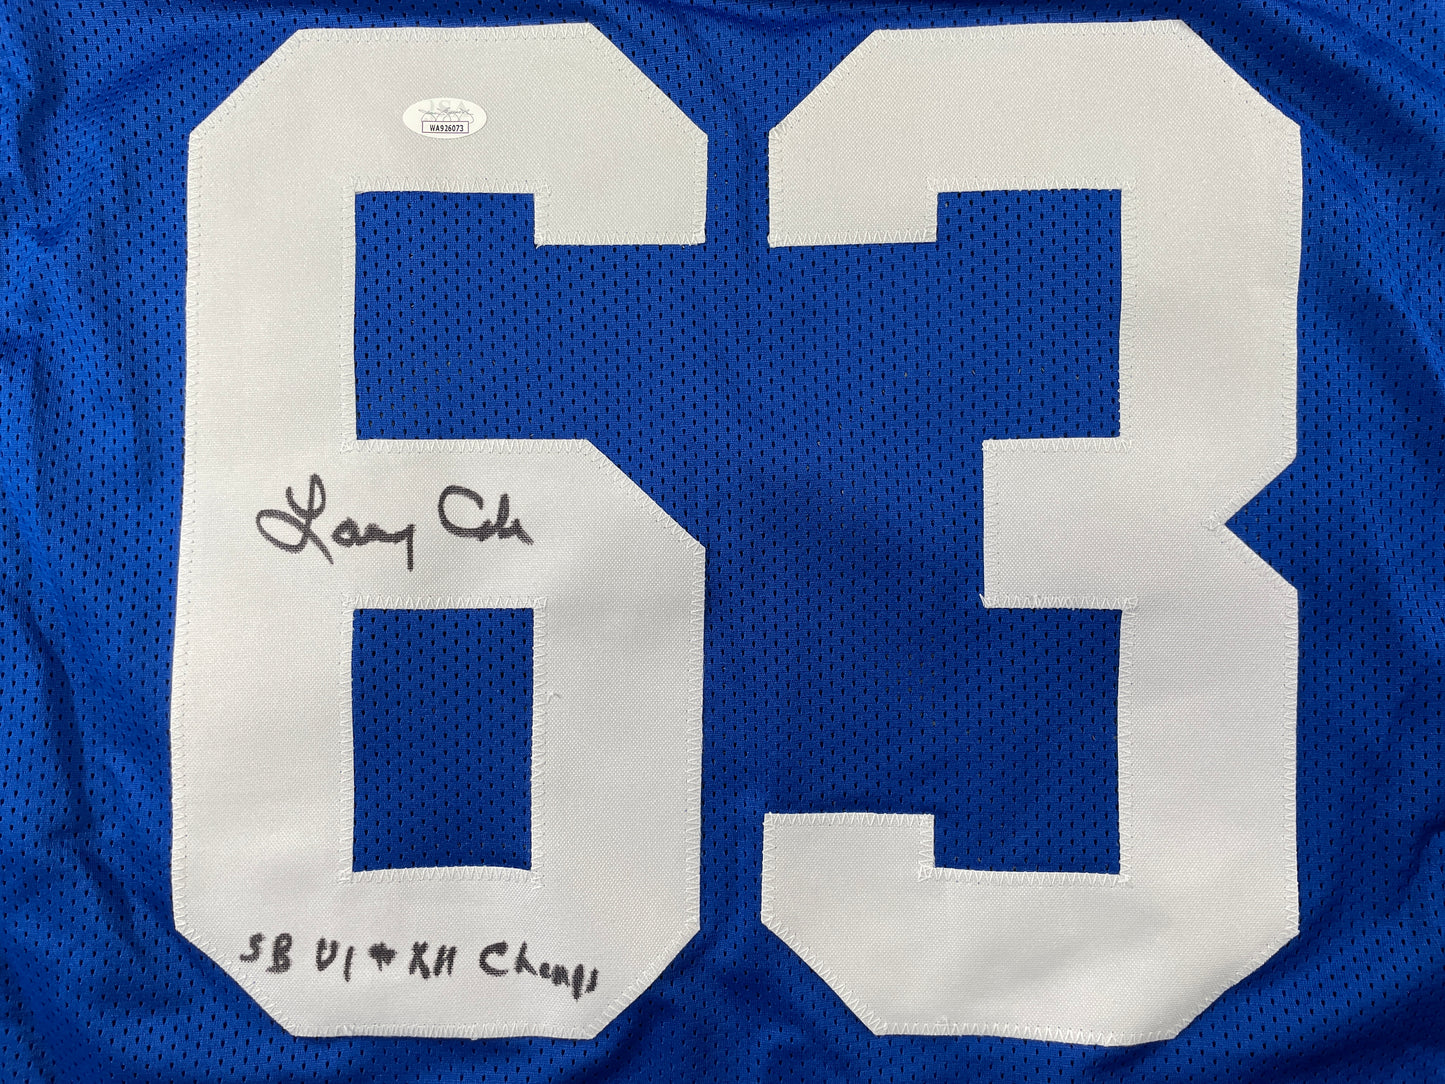 63
WA926073
Larry Cole
SB VI + XII Champs